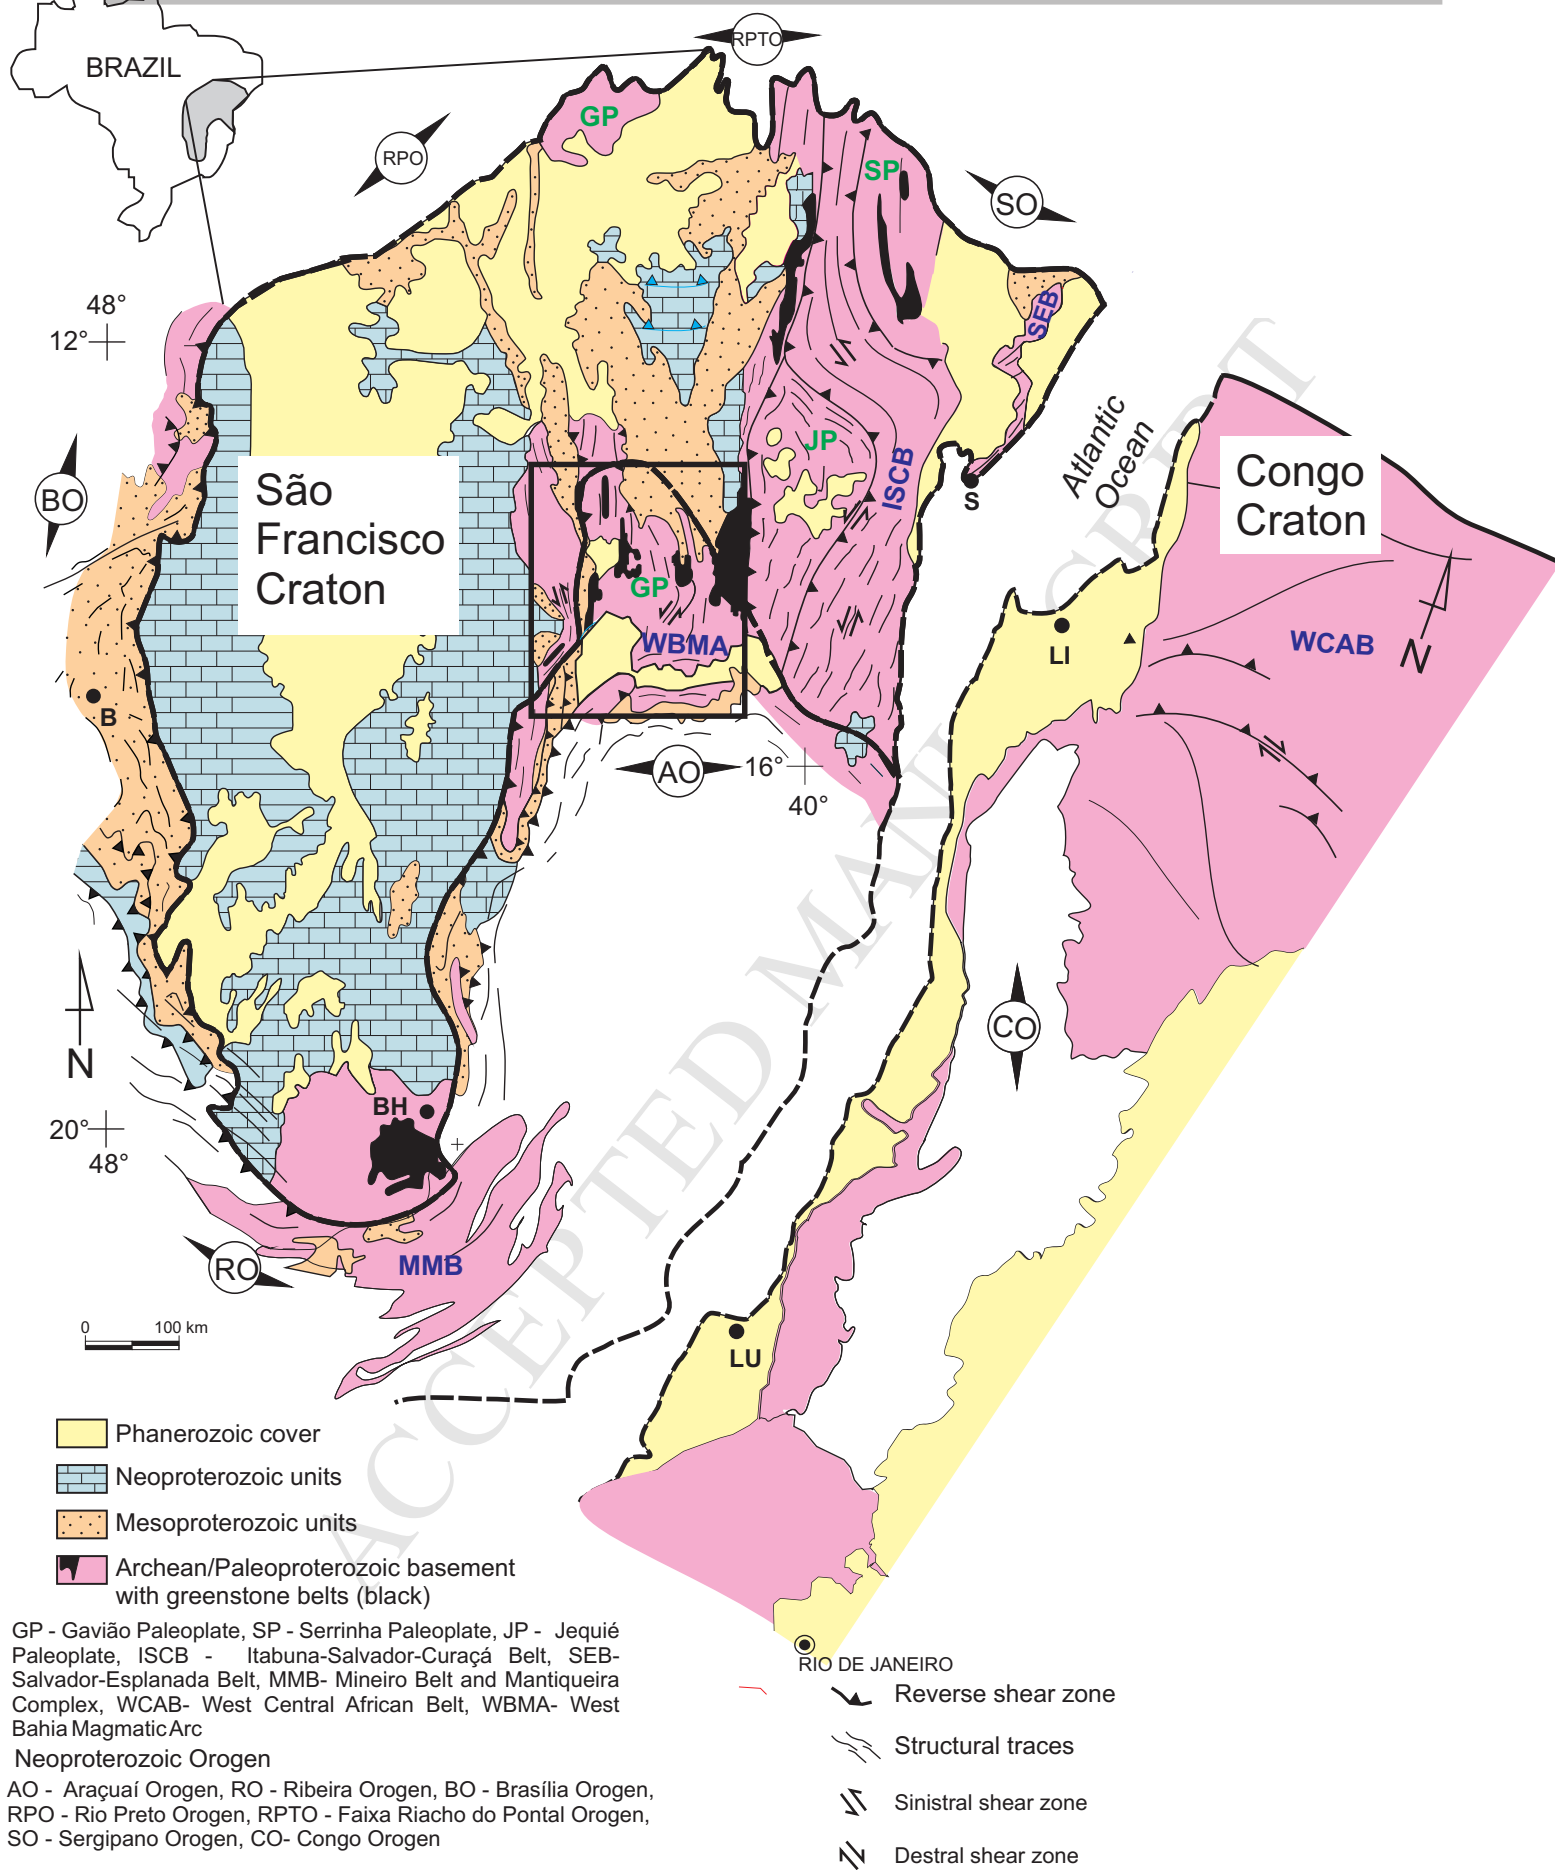 BRAZIL
RPTO
GP
RPO
SP
SO
48°
12°
SEB
Atlantic
Ocean
JP
ISCB
São
Francisco
Craton
Congo
Craton
BO
S
GP
WBMA
LI
WCAB
N
B
AO
16°
40°
CO
N
BH
20°
48°
RO
MMB
0 100 km
LU
ACCEPTED MANUSCRIPT
Phanerozoic cover
Neoproterozoic units
Mesoproterozoic units
Archean/Paleoproterozoic basement
with greenstone belts (black)
GP - Gavião Paleoplate, SP - Serrinha Paleoplate, JP - Jequié
Paleoplate, ISCB - Itabuna-Salvador-Curaçá Belt, SEB-
Salvador-Esplanada Belt, MMB- Mineiro Belt and Mantiqueira
Complex, WCAB- West Central African Belt, WBMA- West
Bahia Magmatic Arc
Neoproterozoic Orogen
AO - Araçuaí Orogen, RO - Ribeira Orogen, BO - Brasília Orogen,
RPO - Rio Preto Orogen, RPTO - Faixa Riacho do Pontal Orogen,
SO - Sergipano Orogen, CO- Congo Orogen
RIO DE JANEIRO
Reverse shear zone
Structural traces
Sinistral shear zone
Destral shear zone